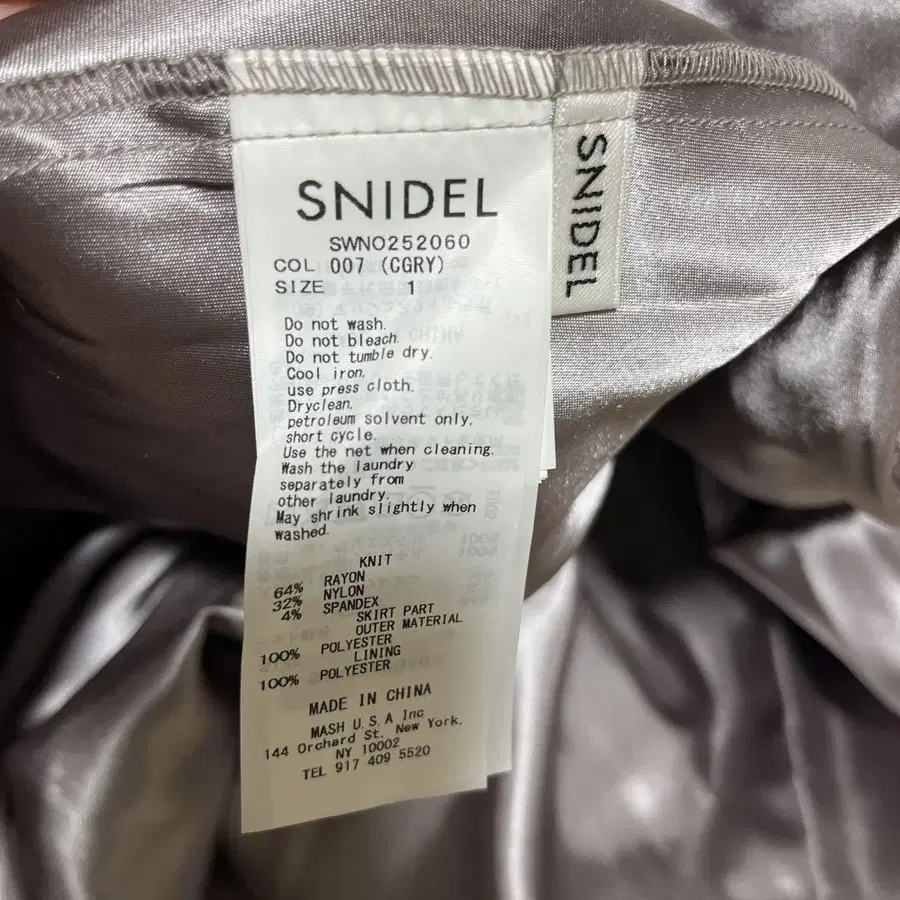 SNIDEL
SWNO252060
COL 007 (CGRY)
SIZE 1
Do not wash.
Do not bleach.
Do not tumble dry.
Cool iron.
use press cloth.
Dryclean.
petroleum solvent only.
short cycle.
Use the net when cleaning.
Wash the laundry
separately from
other laundry.
May shrink slightly when
washed.
KNIT
64% RAYON
32% NYLON
4% SPANDEX
SKIRT PART
OUTER MATERIAL
100% POLYESTER
LINING
100% POLYESTER
MADE IN CHINA
MASH U.S.A Inc
144 Orchard St. New York.
NY 10002
TEL 917 409 5520
SNIDEL